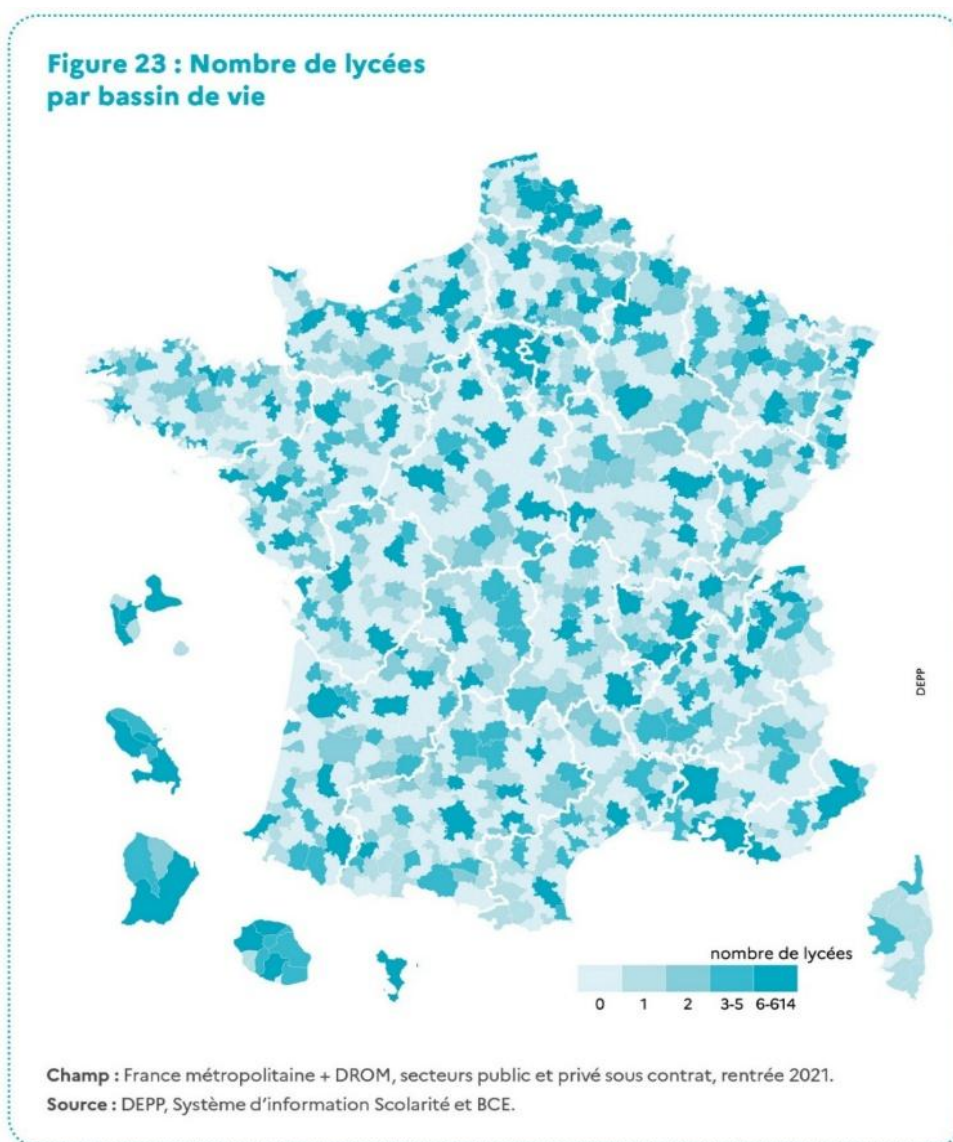 Figure 23 : Nombre de lycées
par bassin de vie
DEPP
nombre de lycées
0 1 2 3-5 6-614
Champ : France métropolitaine + DROM, secteurs public et privé sous contrat, rentrée 2021.
Source : DEPP, Système d'information Scolarité et BCE.